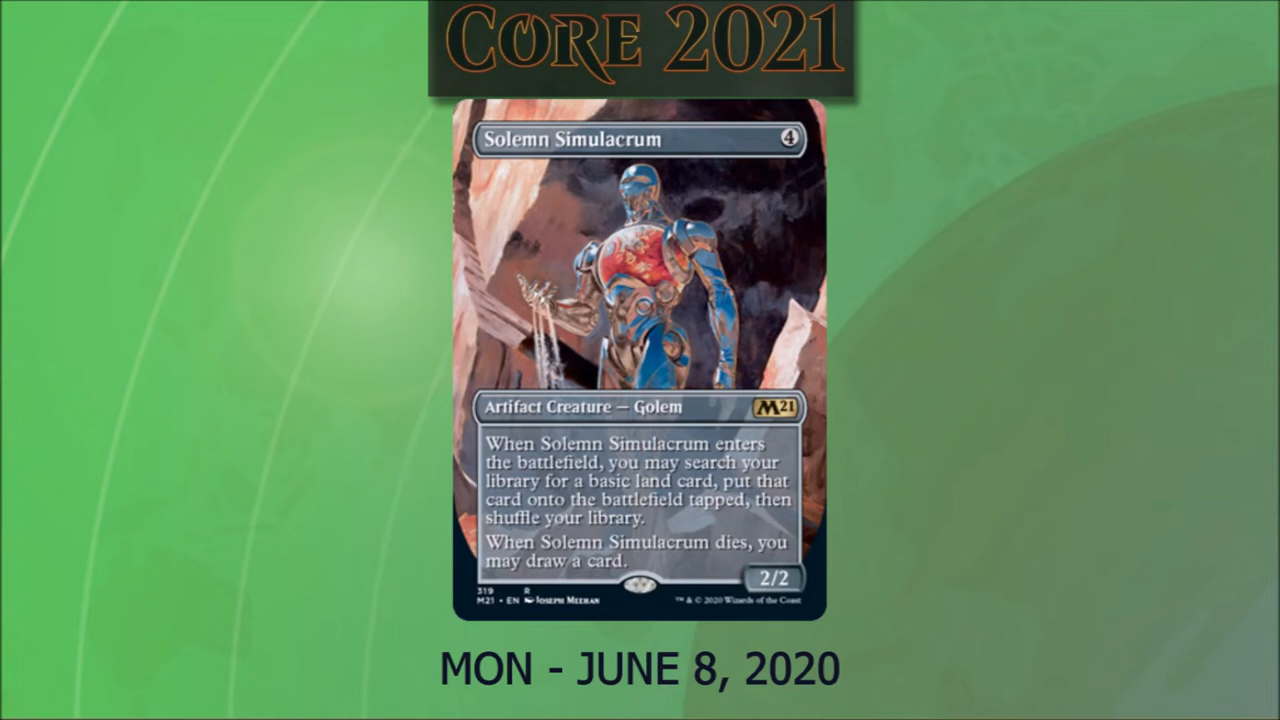 CORE 2021
Solemn Simulacrum 4
Artifact Creature — Golem M21
When Solemn Simulacrum enters
the battlefield, you may search your
library for a basic land card, put that
card onto the battlefield tapped, then
shuffle your library.
When Solemn Simulacrum dies, you
may draw a card.
2/2
319 R
M21 • EN Joseph Meehan ™ & © 2020 Wizards of the Coast
MON - JUNE 8, 2020